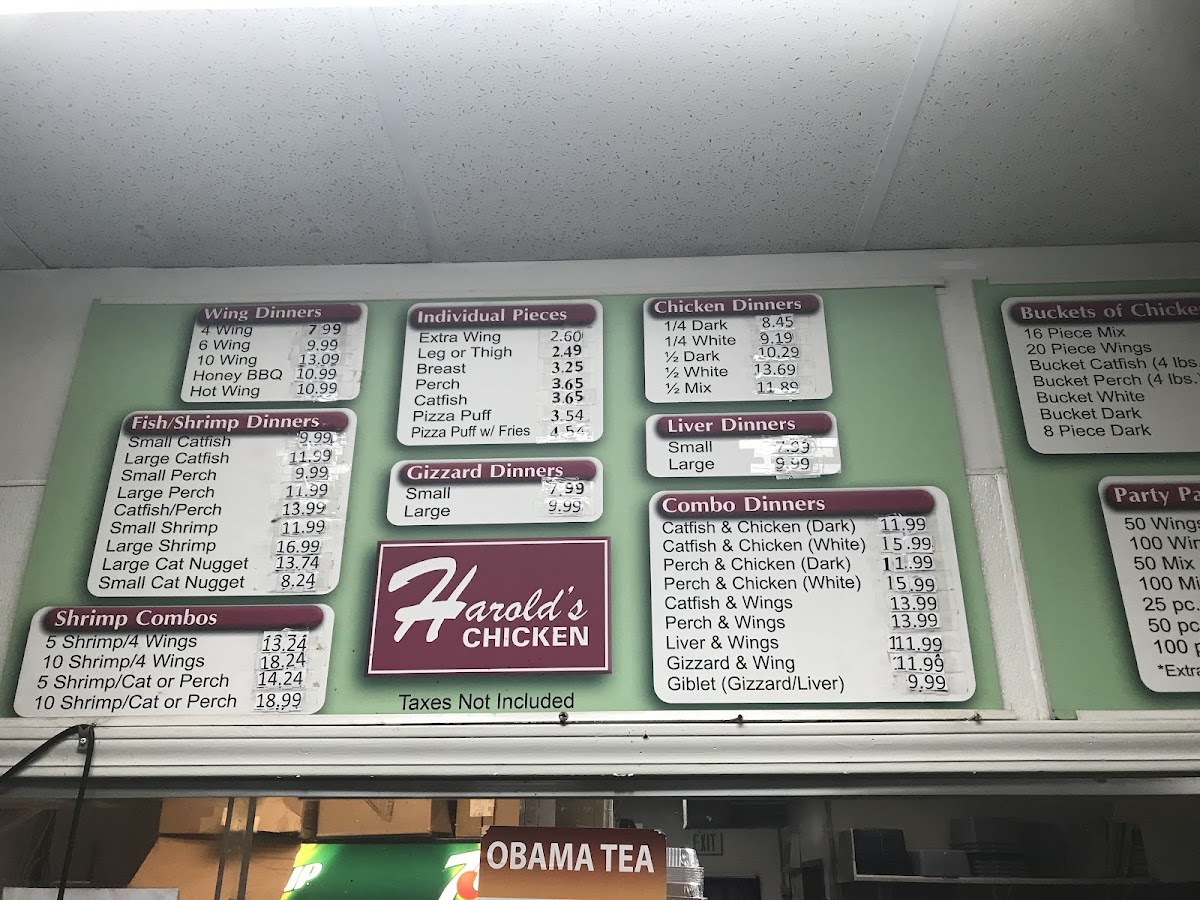 Wing Dinners
4 Wing 7.99
6 Wing 9.99
10 Wing 13.09
Honey BBQ 10.99
Hot Wing 10.99
Fish/Shrimp Dinners
Small Catfish 9.99
Large Catfish 11.99
Small Perch 9.99
Large Perch 11.99
Catfish/Perch 13.99
Small Shrimp 11.99
Large Shrimp 16.99
Large Cat Nugget 13.74
Small Cat Nugget 8.24
Shrimp Combos
5 Shrimp/4 Wings 13.24
10 Shrimp/4 Wings 18.24
5 Shrimp/Cat or Perch 14.24
10 Shrimp/Cat or Perch 18.99
Individual Pieces
Extra Wing 2.60
Leg or Thigh 2.49
Breast 3.25
Perch 3.65
Catfish 3.65
Pizza Puff 3.54
Pizza Puff w/ Fries 4.54
Gizzard Dinners
Small 7.99
Large 9.99
Harold's
CHICKEN
Taxes Not Included
Chicken Dinners
1/4 Dark 8.45
1/4 White 9.19
½ Dark 10.29
½ White 13.69
½ Mix 11.89
Liver Dinners
Small 7.99
Large 9.99
Combo Dinners
Catfish & Chicken (Dark) 11.99
Catfish & Chicken (White) 15.99
Perch & Chicken (Dark) 11.99
Perch & Chicken (White) 15.99
Catfish & Wings 13.99
Perch & Wings 13.99
Liver & Wings 11.99
Gizzard & Wing 11.99
Giblet (Gizzard/Liver) 9.99
Buckets of Chicke
16 Piece Mix
20 Piece Wings
Bucket Catfish (4 lbs.
Bucket Perch (4 lbs.)
Bucket White
Bucket Dark
8 Piece Dark
Party Pa
50 Wings
100 Win
50 Mix
100 Mi
25 pc.
50 pc
100 p
*Extra
EXIT
OBAMA TEA
7